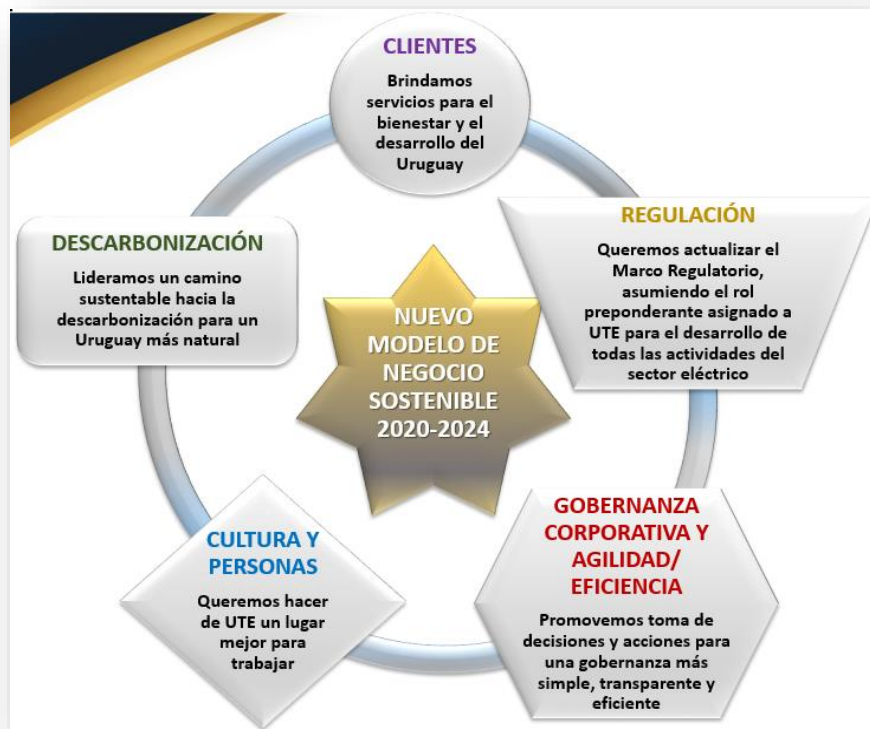 CLIENTES
Brindamos
servicios para el
bienestar y el
desarrollo del
Uruguay
REGULACIÓN
Queremos actualizar el
Marco Regulatorio,
asumiendo el rol
preponderante asignado a
UTE para el desarrollo de
todas las actividades del
sector eléctrico
DESCARBONIZACIÓN
Lideramos un camino
sustentable hacia la
descarbonización para un
Uruguay más natural
NUEVO
MODELO DE
NEGOCIO
SOSTENIBLE
2020-2024
CULTURA Y
PERSONAS
Queremos hacer
de UTE un lugar
mejor para
trabajar
GOBERNANZA
CORPORATIVA Y
AGILIDAD/
EFICIENCIA
Promovemos toma de
decisiones y acciones para
una gobernanza más
simple, transparente y
eficiente